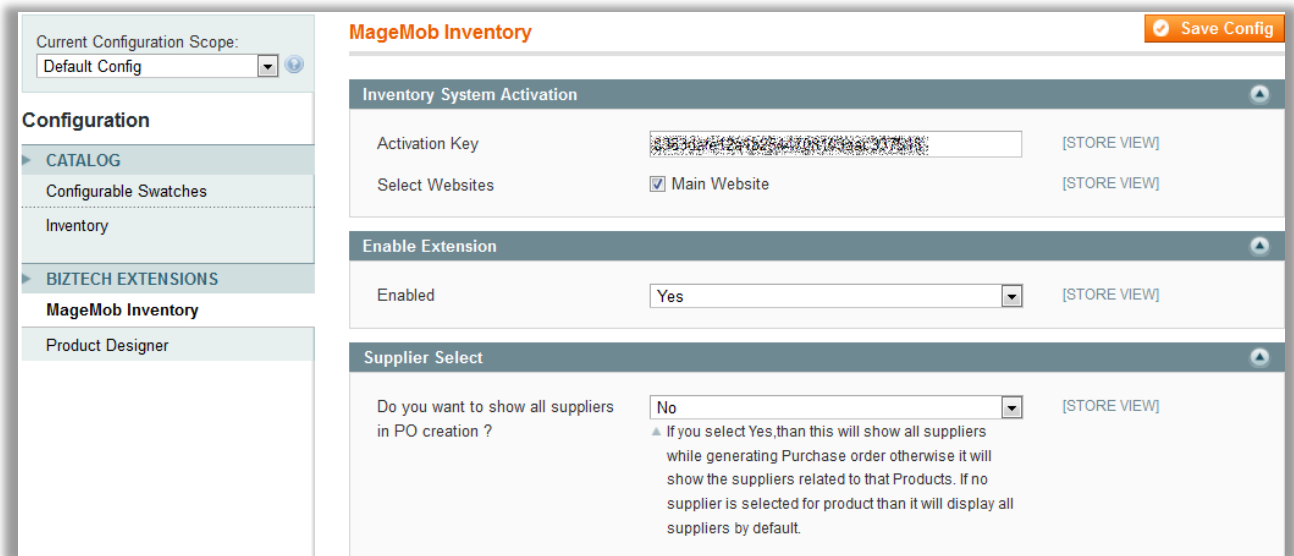 Current Configuration Scope:
Default Config
Configuration
CATALOG
Configurable Swatches
Inventory
BIZTECH EXTENSIONS
MageMob Inventory
Product Designer
MageMob Inventory
Save Config
Inventory System Activation
Activation Key
[STORE VIEW]
Select Websites
Main Website
[STORE VIEW]
Enable Extension
Enabled
Yes
[STORE VIEW]
Supplier Select
Do you want to show all suppliers
in PO creation ?
No
[STORE VIEW]
If you select Yes,than this will show all suppliers
while generating Purchase order otherwise it will
show the suppliers related to that Products. If no
supplier is selected for product than it will display all
suppliers by default.